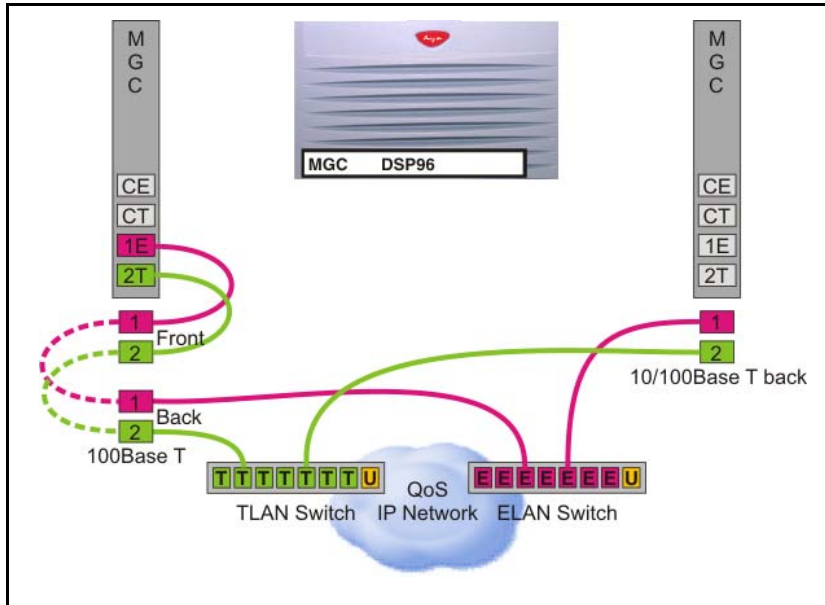 M
G
C
CE
CT
1E
2T
1
Front
2
1
Back
2
100Base T
MGC DSP96
M
G
C
CE
CT
1E
2T
1
2
10/100Base T back
T T T T T T T U
TLAN Switch
QoS
IP Network
E E E E E E E U
ELAN Switch